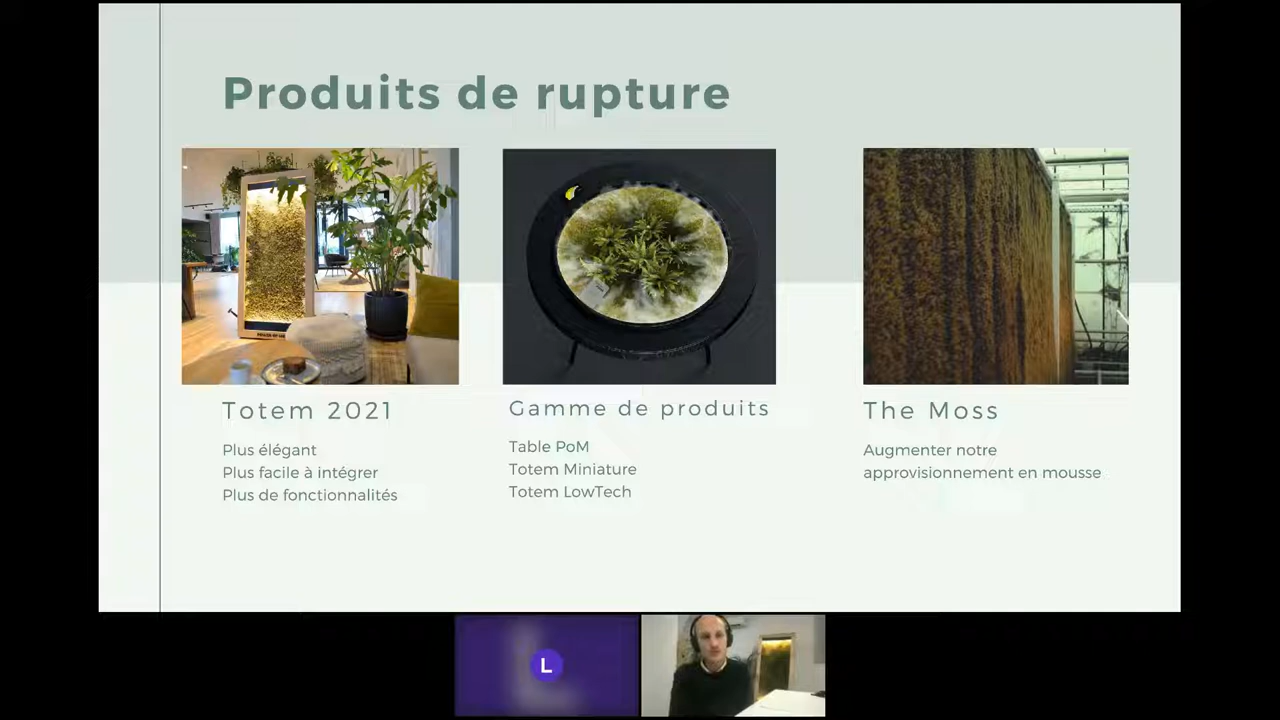 Produits de rupture
Totem 2021
Plus élégant
Plus facile à intégrer
Plus de fonctionnalités
Gamme de produits
Table PoM
Totem Miniature
Totem LowTech
The Moss
Augmenter notre
approvisionnement en mousse
L